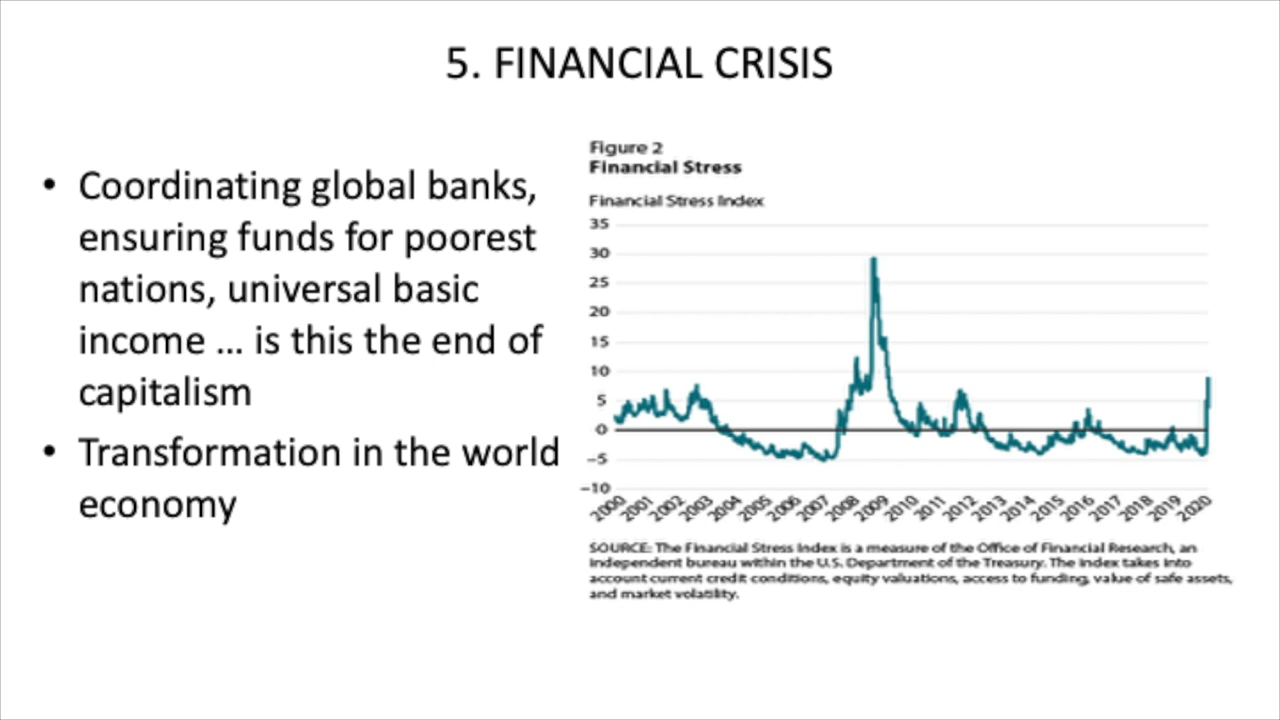 5. FINANCIAL CRISIS
• Coordinating global banks,
ensuring funds for poorest
nations, universal basic
income ... is this the end of
capitalism
• Transformation in the world
economy
Figure 2
Financial Stress
Financial Stress Index
35
30
25
20
15
10
5
0
−5
−10
2000 2001 2002 2003 2004 2005 2006 2007 2008 2009 2010 2011 2012 2013 2014 2015 2016 2017 2018 2019 2020
SOURCE: The Financial Stress Index is a measure of the Office of Financial Research, an
independent bureau within the U.S. Department of the Treasury. The index takes into
account current credit conditions, equity valuations, access to funding, value of safe assets,
and market volatility.